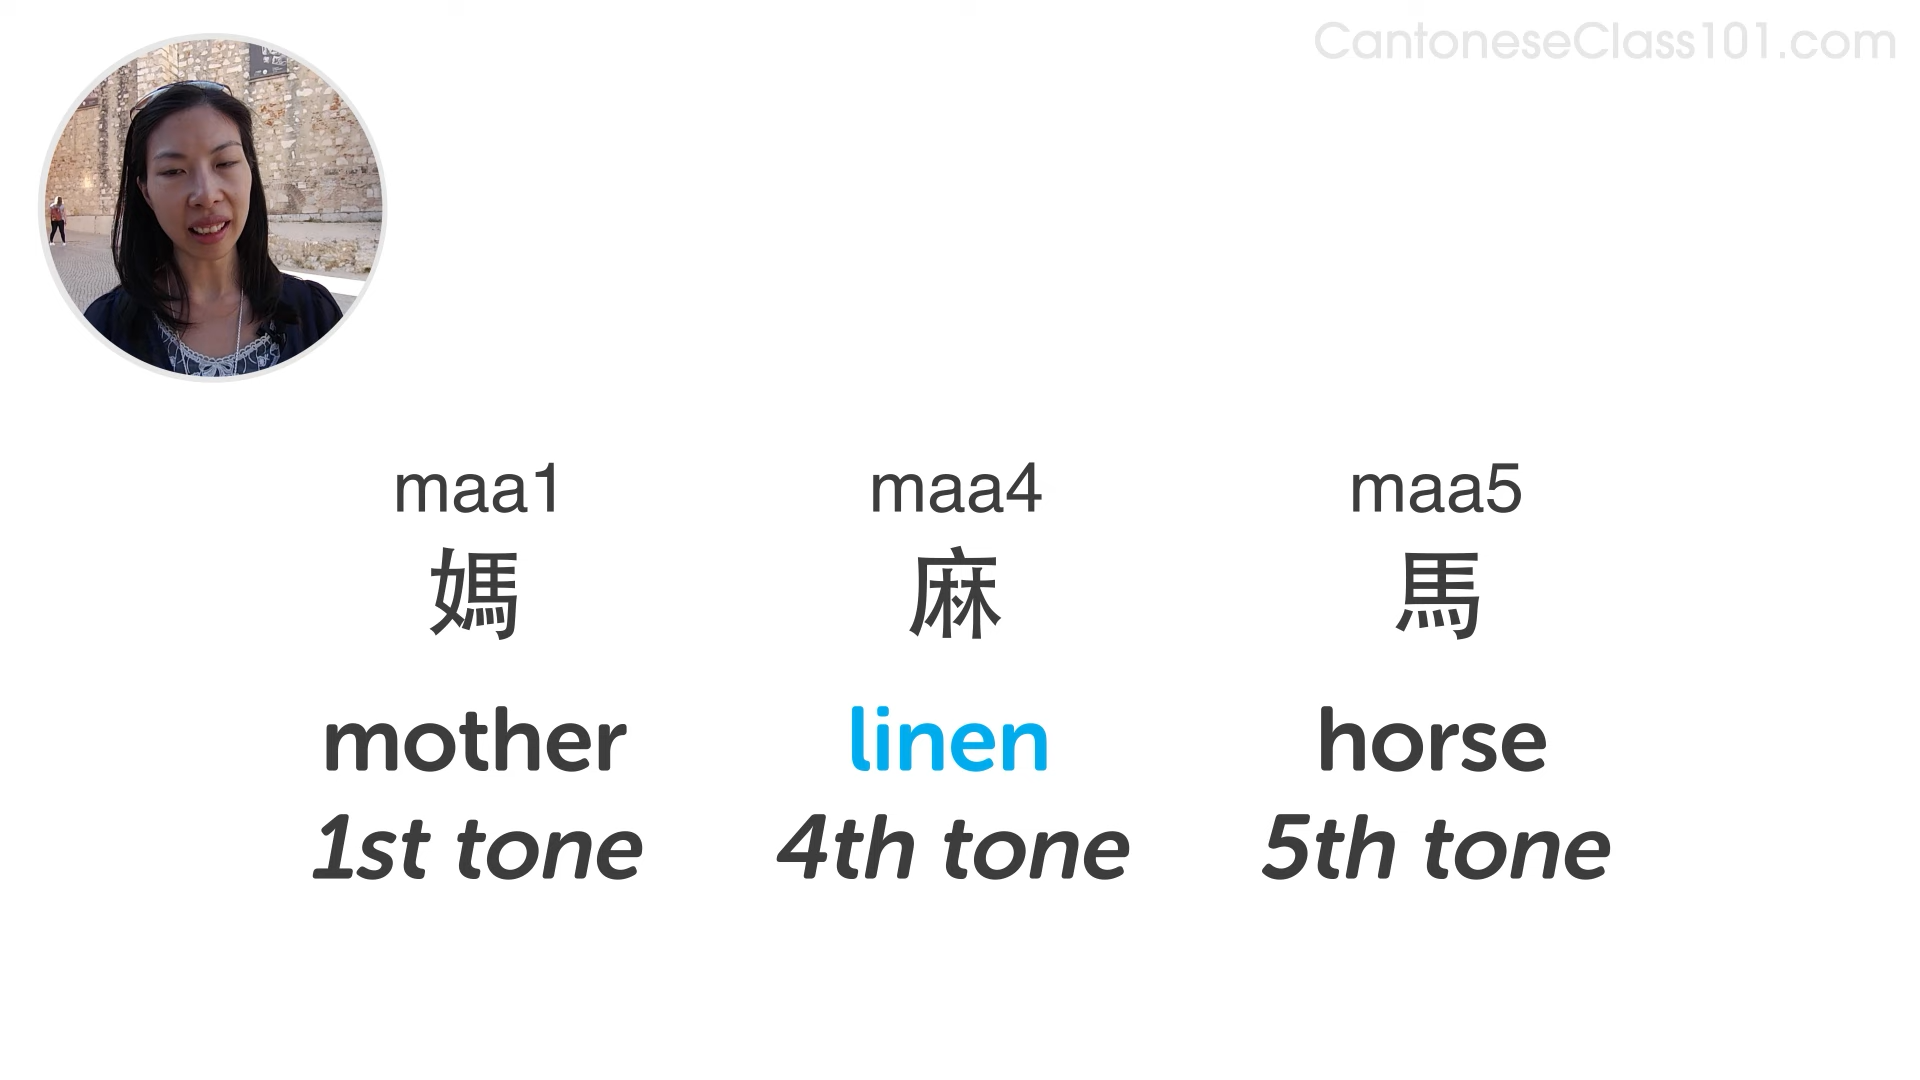 CantoneseClass101.com
maa1 maa4 maa5
媽 麻 馬
mother linen horse
1st tone 4th tone 5th tone